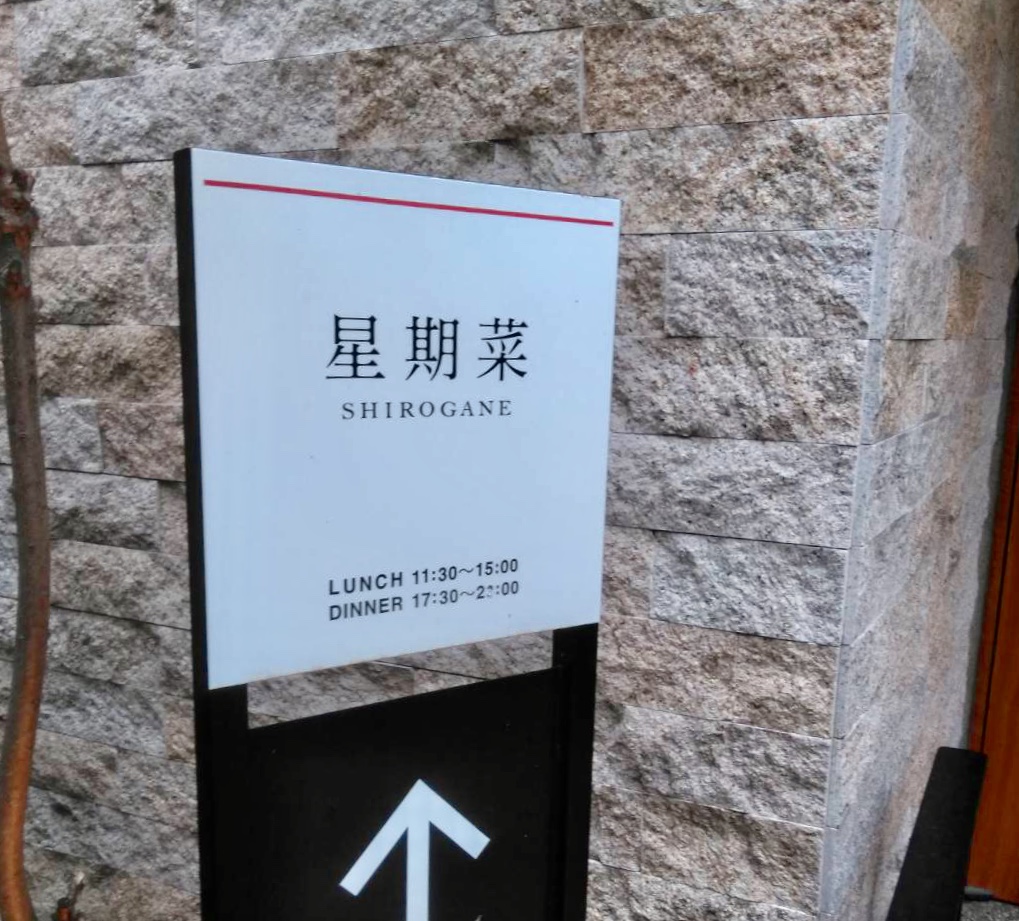 星期菜
SHIROGANE
LUNCH 11:30～15:00
DINNER 17:30～